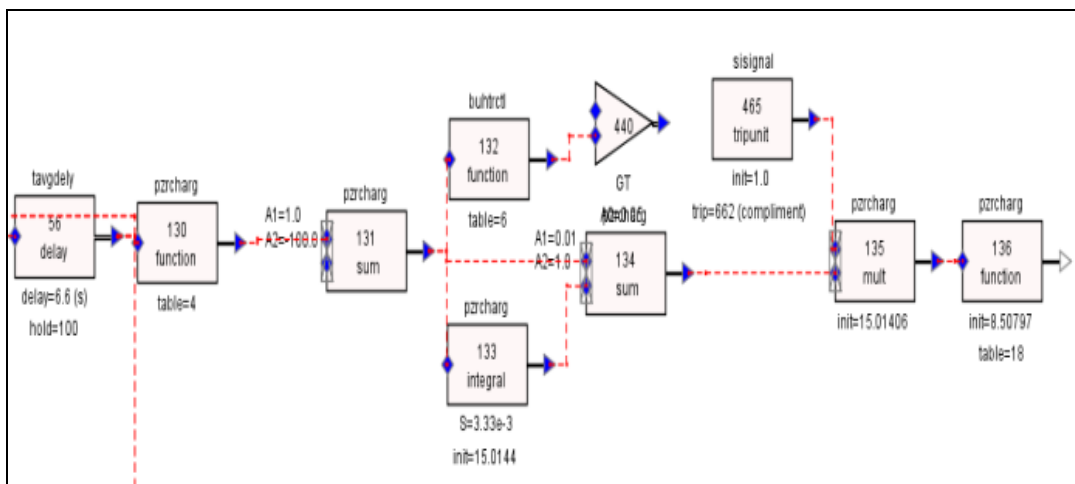 tavgdely
56
delay
delay=6.6 (s)
hold=100
pzrcharg
130
function
table=4
A1=1.0
A2=-100.0
pzrcharg
131
sum
buhtrctl
132
function
table=6
pzrcharg
133
integral
S=3.33e-3
init=15.0144
440
GT
A1=0.01
A2=1.0
134
sum
sisignal
465
tripunit
init=1.0
trip=662 (compliment)
pzrcharg
135
mult
init=15.01406
pzrcharg
136
function
init=8.50797
table=18